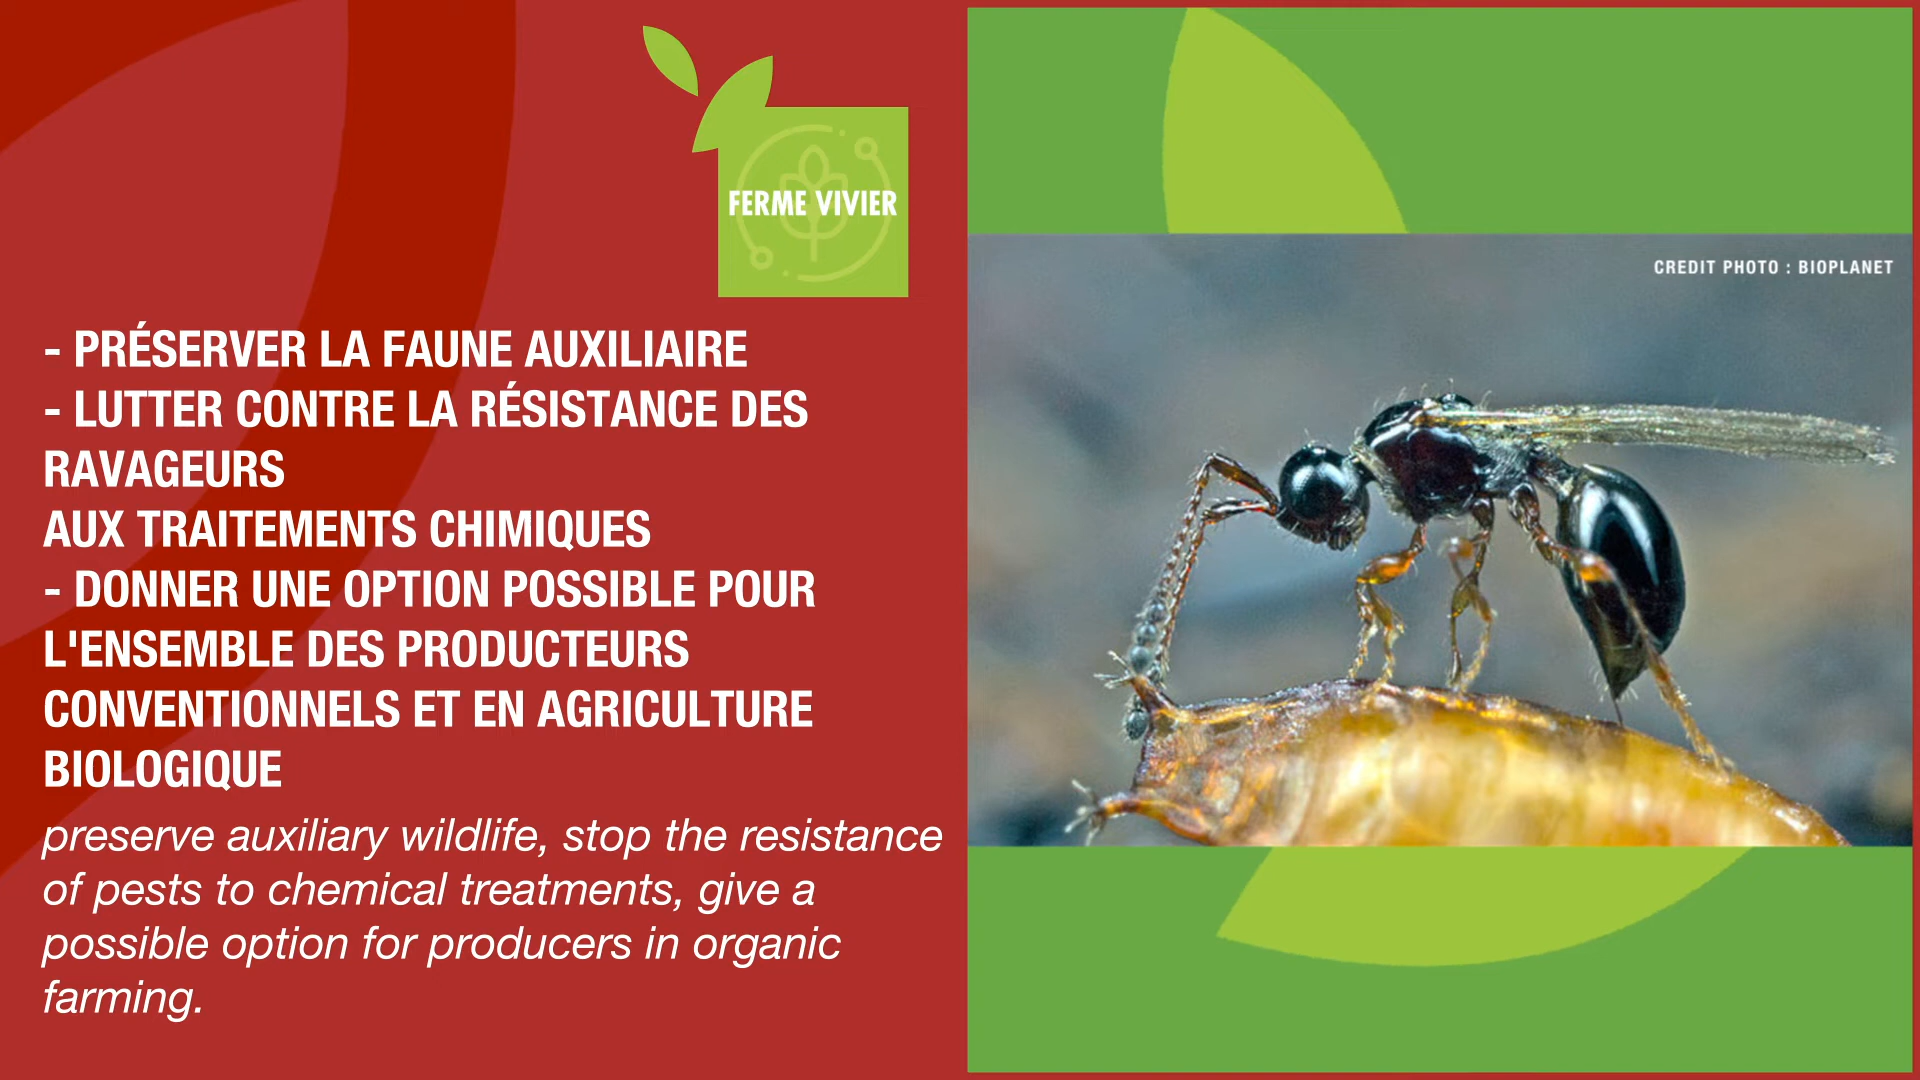 FERME VIVIER
- PRÉSERVER LA FAUNE AUXILIAIRE
- LUTTER CONTRE LA RÉSISTANCE DES
RAVAGEURS
AUX TRAITEMENTS CHIMIQUES
- DONNER UNE OPTION POSSIBLE POUR
L'ENSEMBLE DES PRODUCTEURS
CONVENTIONNELS ET EN AGRICULTURE
BIOLOGIQUE
preserve auxiliary wildlife, stop the resistance
of pests to chemical treatments, give a
possible option for producers in organic
farming.
CREDIT PHOTO : BIOPLANET